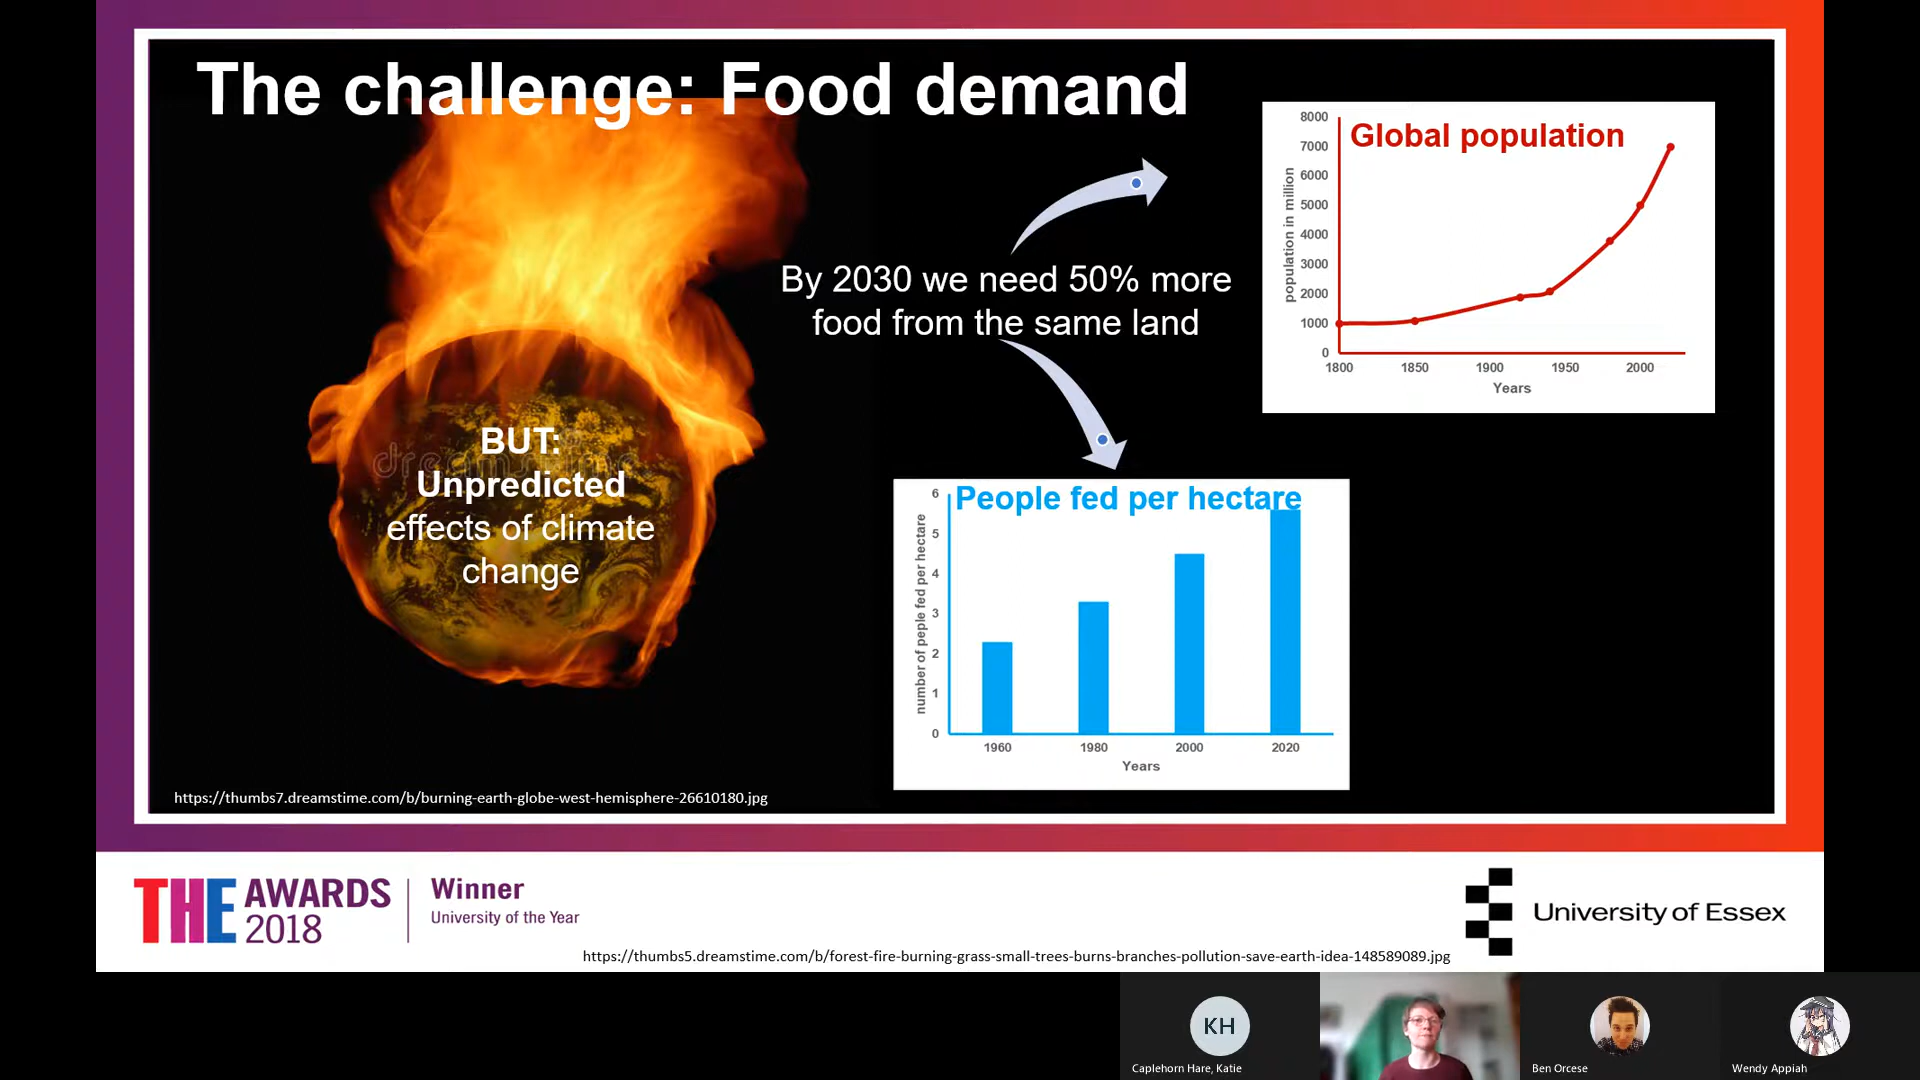 The challenge: Food demand
By 2030 we need 50% more
food from the same land
BUT:
Unpredicted
effects of climate
change
dreamstime
Global population
population in million
8000
7000
6000
5000
4000
3000
2000
1000
0
1800 1850 1900 1950 2000
Years
People fed per hectare
number of peple fed per hectare
6
5
4
3
2
1
0
1960 1980 2000 2020
Years
https://thumbs7.dreamstime.com/b/burning-earth-globe-west-hemisphere-26610180.jpg
THE AWARDS 2018
Winner
University of the Year
University of Essex
https://thumbs5.dreamstime.com/b/forest-fire-burning-grass-small-trees-burns-branches-pollution-save-earth-idea-148589089.jpg
KH
Caplehorn Hare, Katie
Ben Orcese
Wendy Appiah